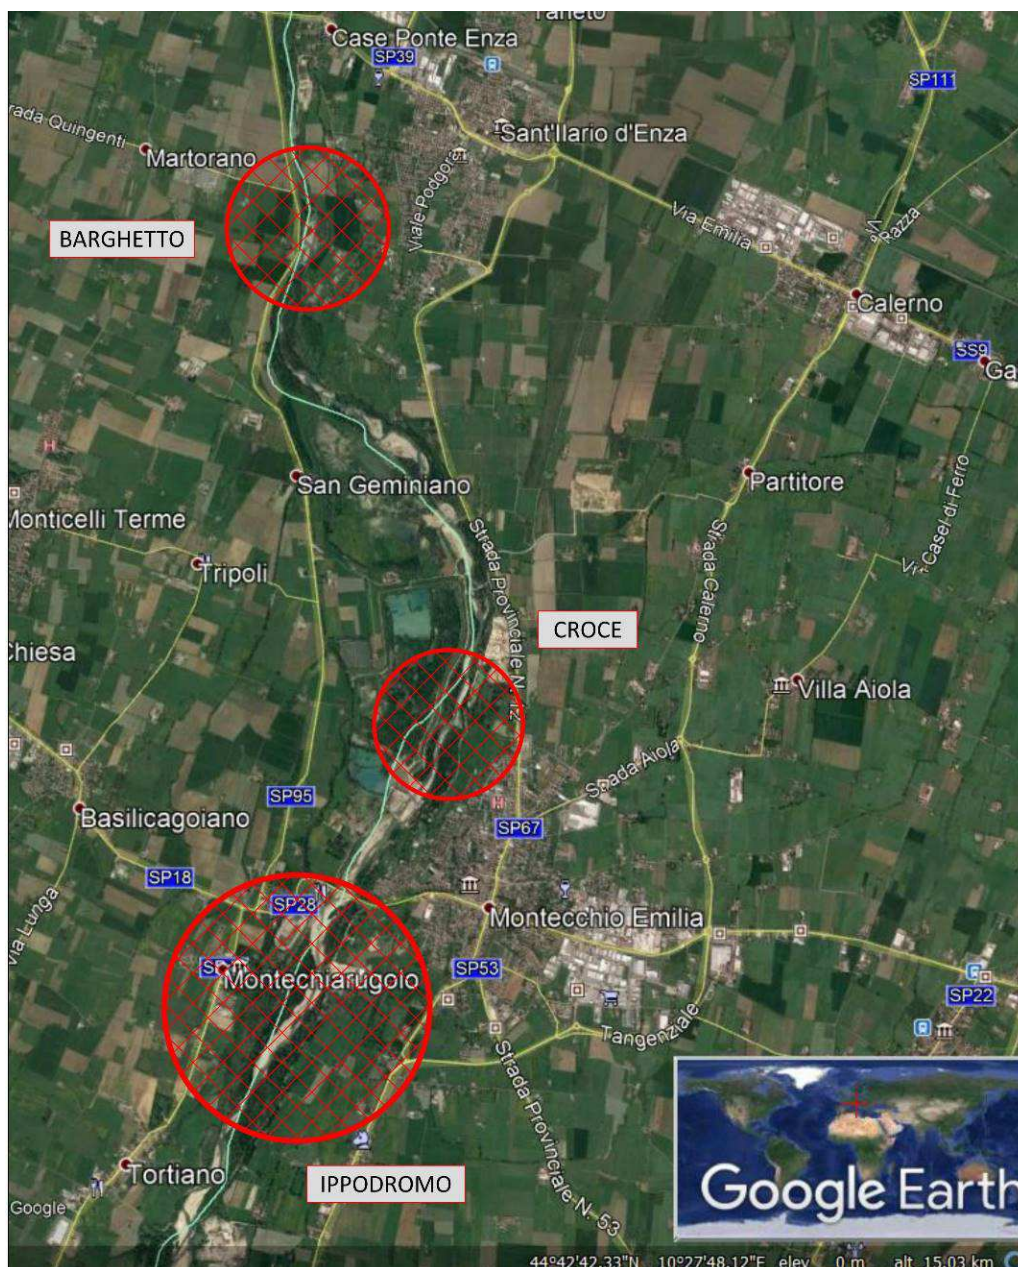 Taneto
Case Ponte Enza
SP39
SP111
rada Quingenti
Martorano
Sant'Ilario d'Enza
Viale Podgora
Via Emilia
Razza
BARGHETTO
Calerno
SS9
Ga
San Geminiano
Partitore
Monticelli Terme
Tripoli
Strada Provinciale N. 12
Strada Calerno
Casel di Ferro
CROCE
Chiesa
Villa Aiola
Strada Aiola
SP95
Basilicagoiano
SP67
SP18
SP28
Via Lunga
Montecchio Emilia
Montechiarugolo
SP53
SP22
Tangenziale
Strada Provinciale N. 53
Tortiano
IPPODROMO
Google
Google Earth
44°42'42.33"N 10°27'48.12"E elev 0 m alt 15.03 km